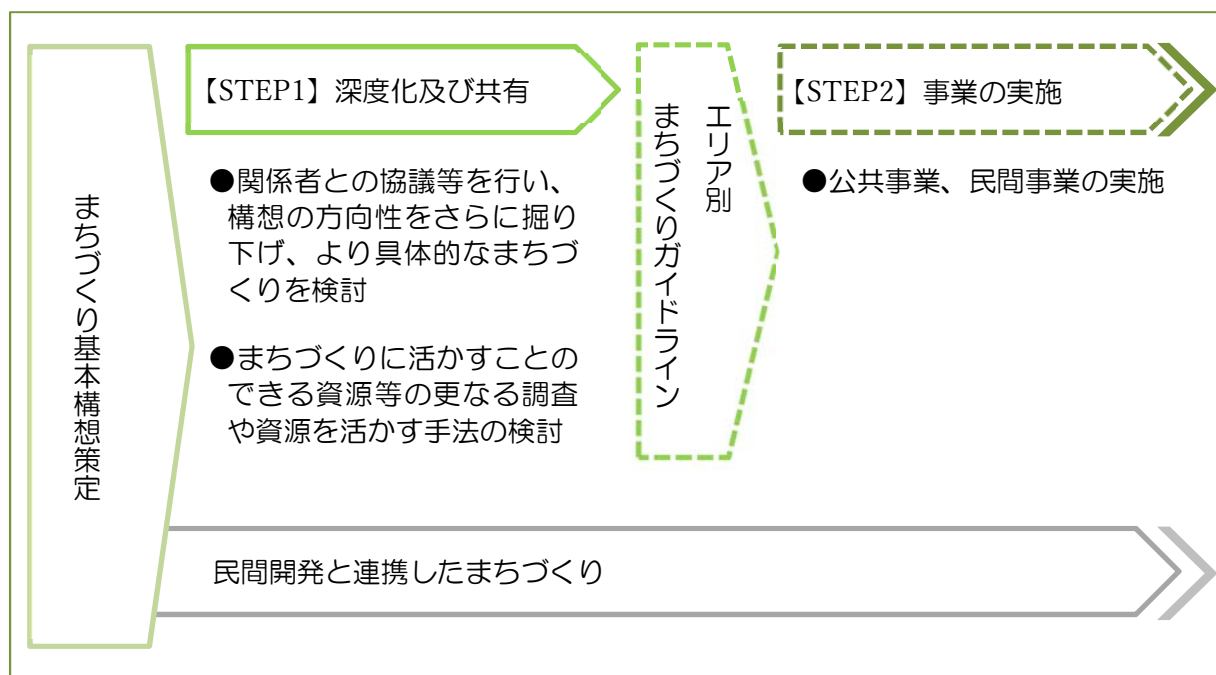 まちづくり基本構想策定
【STEP1】深度化及び共有
●関係者との協議等を行い、
構想の方向性をさらに掘り
下げ、より具体的なまちづ
くりを検討
●まちづくりに活かすことの
できる資源等の更なる調査
や資源を活かす手法の検討
エリア別
まちづくりガイドライン
【STEP2】事業の実施
●公共事業、民間事業の実施
民間開発と連携したまちづくり